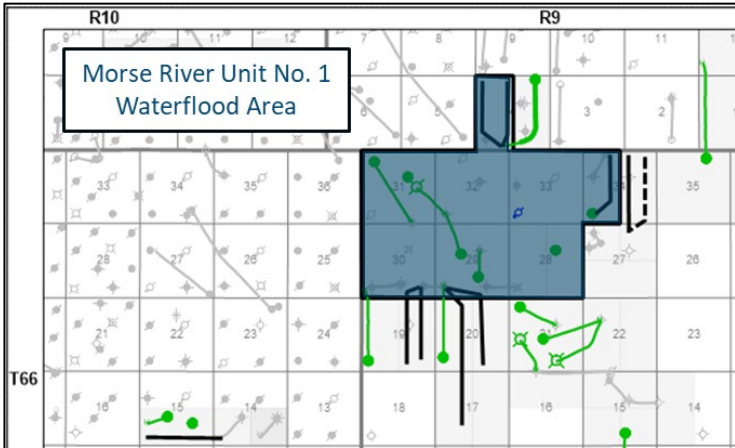 R10 R9
9 10 11 12 7 8 9 10 11
Morse River Unit No. 1
Waterflood Area
6 5 3 2
33 34 35 36 31 32 33 34 35
28 27 26 25 30 29 28 27 26
21 22 23 24 19 20 21 22 23
T66
16 15 14 13 18 17 16 15 14